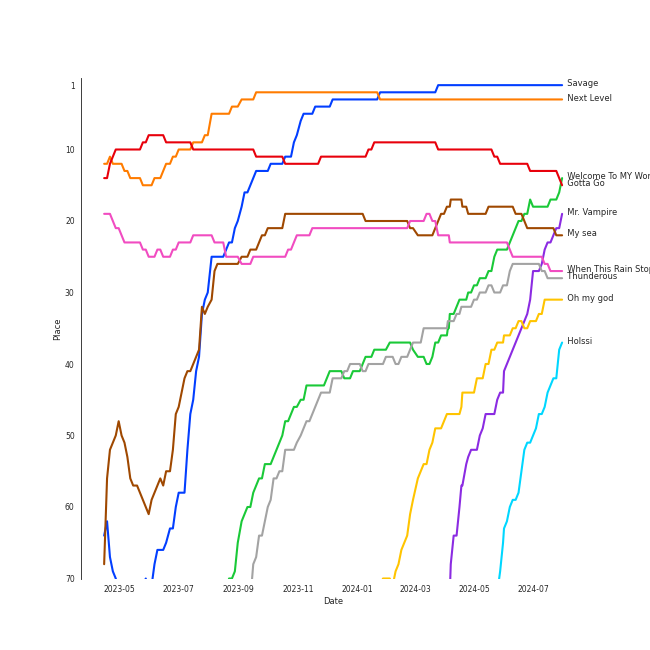 1
10
20
30
40
50
60
70
Place
2023-05
2023-07
2023-09
2023-11
2024-01
2024-03
2024-05
2024-07
Date
Savage
Next Level
Welcome To MY Wor
Gotta Go
Mr. Vampire
My sea
When This Rain Stop
Thunderous
Oh my god
Holssi